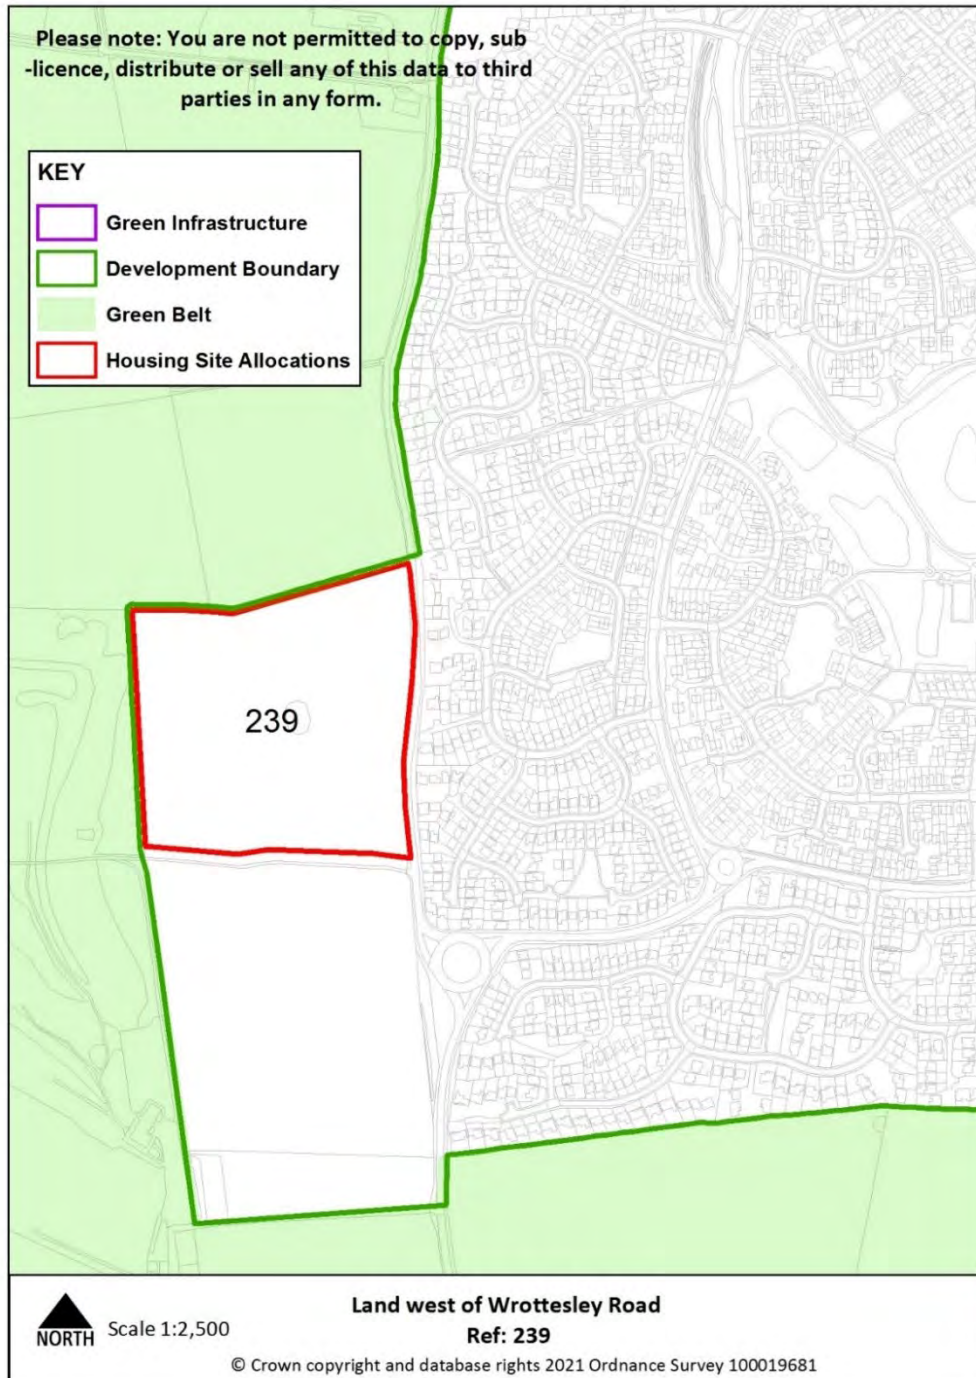 Please note: You are not permitted to copy, sub
-licence, distribute or sell any of this data to third
parties in any form.
KEY
Green Infrastructure
Development Boundary
Green Belt
Housing Site Allocations
239
NORTH
Scale 1:2,500
Land west of Wrottesley Road
Ref: 239
© Crown copyright and database rights 2021 Ordnance Survey 100019681